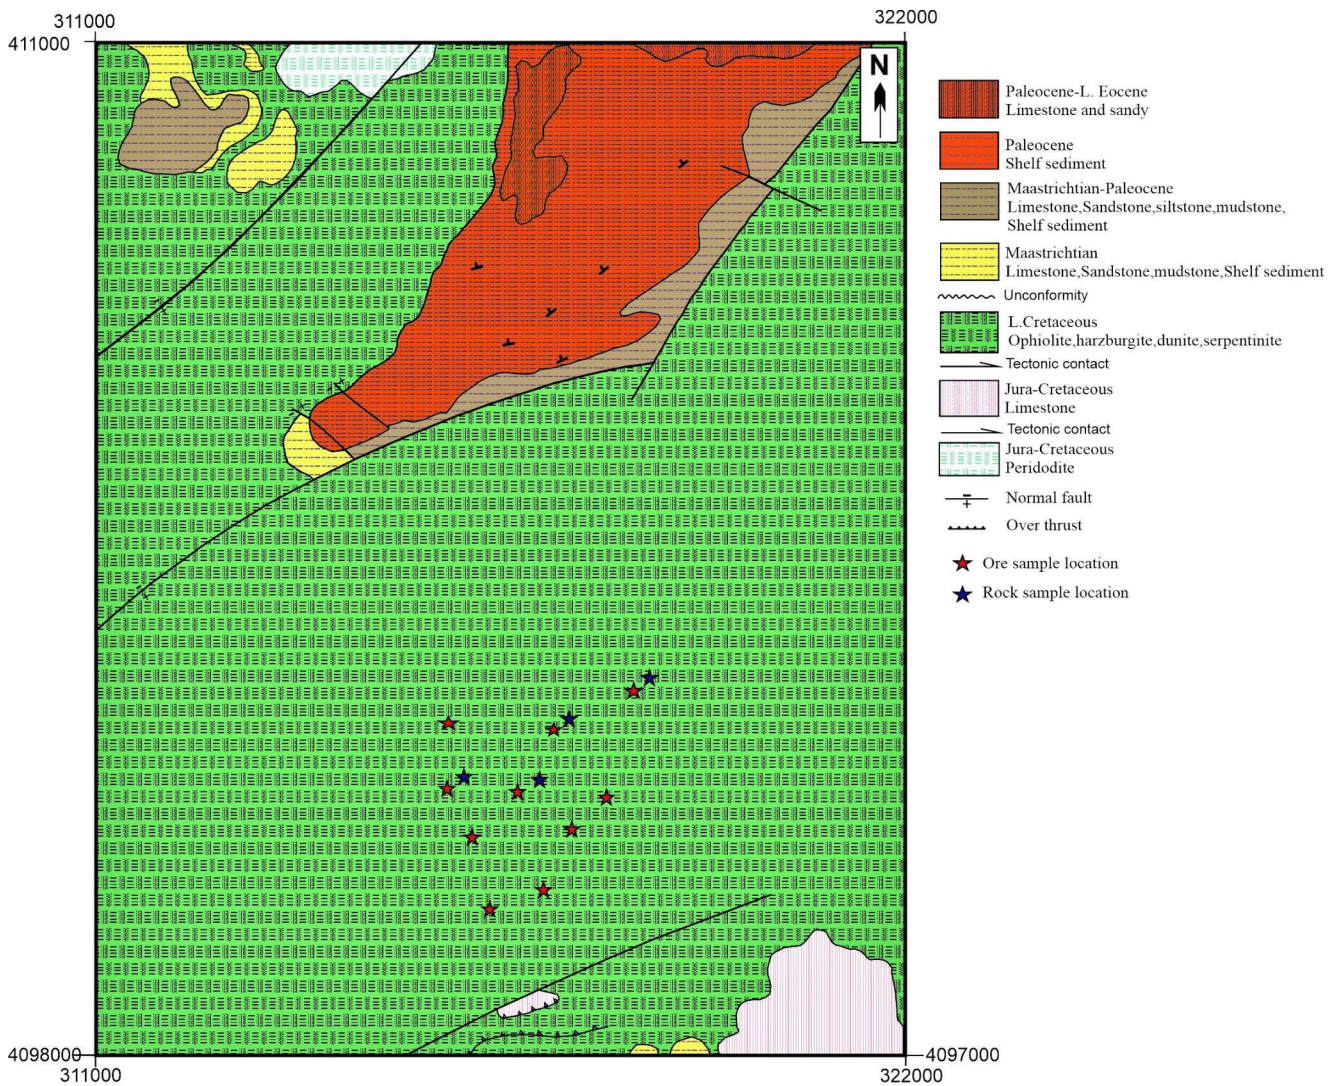 311000
322000
411000
N
Paleocene-L. Eocene
Limestone and sandy
Paleocene
Shelf sediment
Maastrichtian-Paleocene
Limestone,Sandstone,siltstone,mudstone,
Shelf sediment
Maastrichtian
Limestone,Sandstone,mudstone,Shelf sediment
Unconformity
L.Cretaceous
Ophiolite,harzburgite,dunite,serpentinite
Tectonic contact
Jura-Cretaceous
Limestone
Tectonic contact
Jura-Cretaceous
Peridodite
Normal fault
Over thrust
Ore sample location
Rock sample location
4098000
4097000
311000
322000